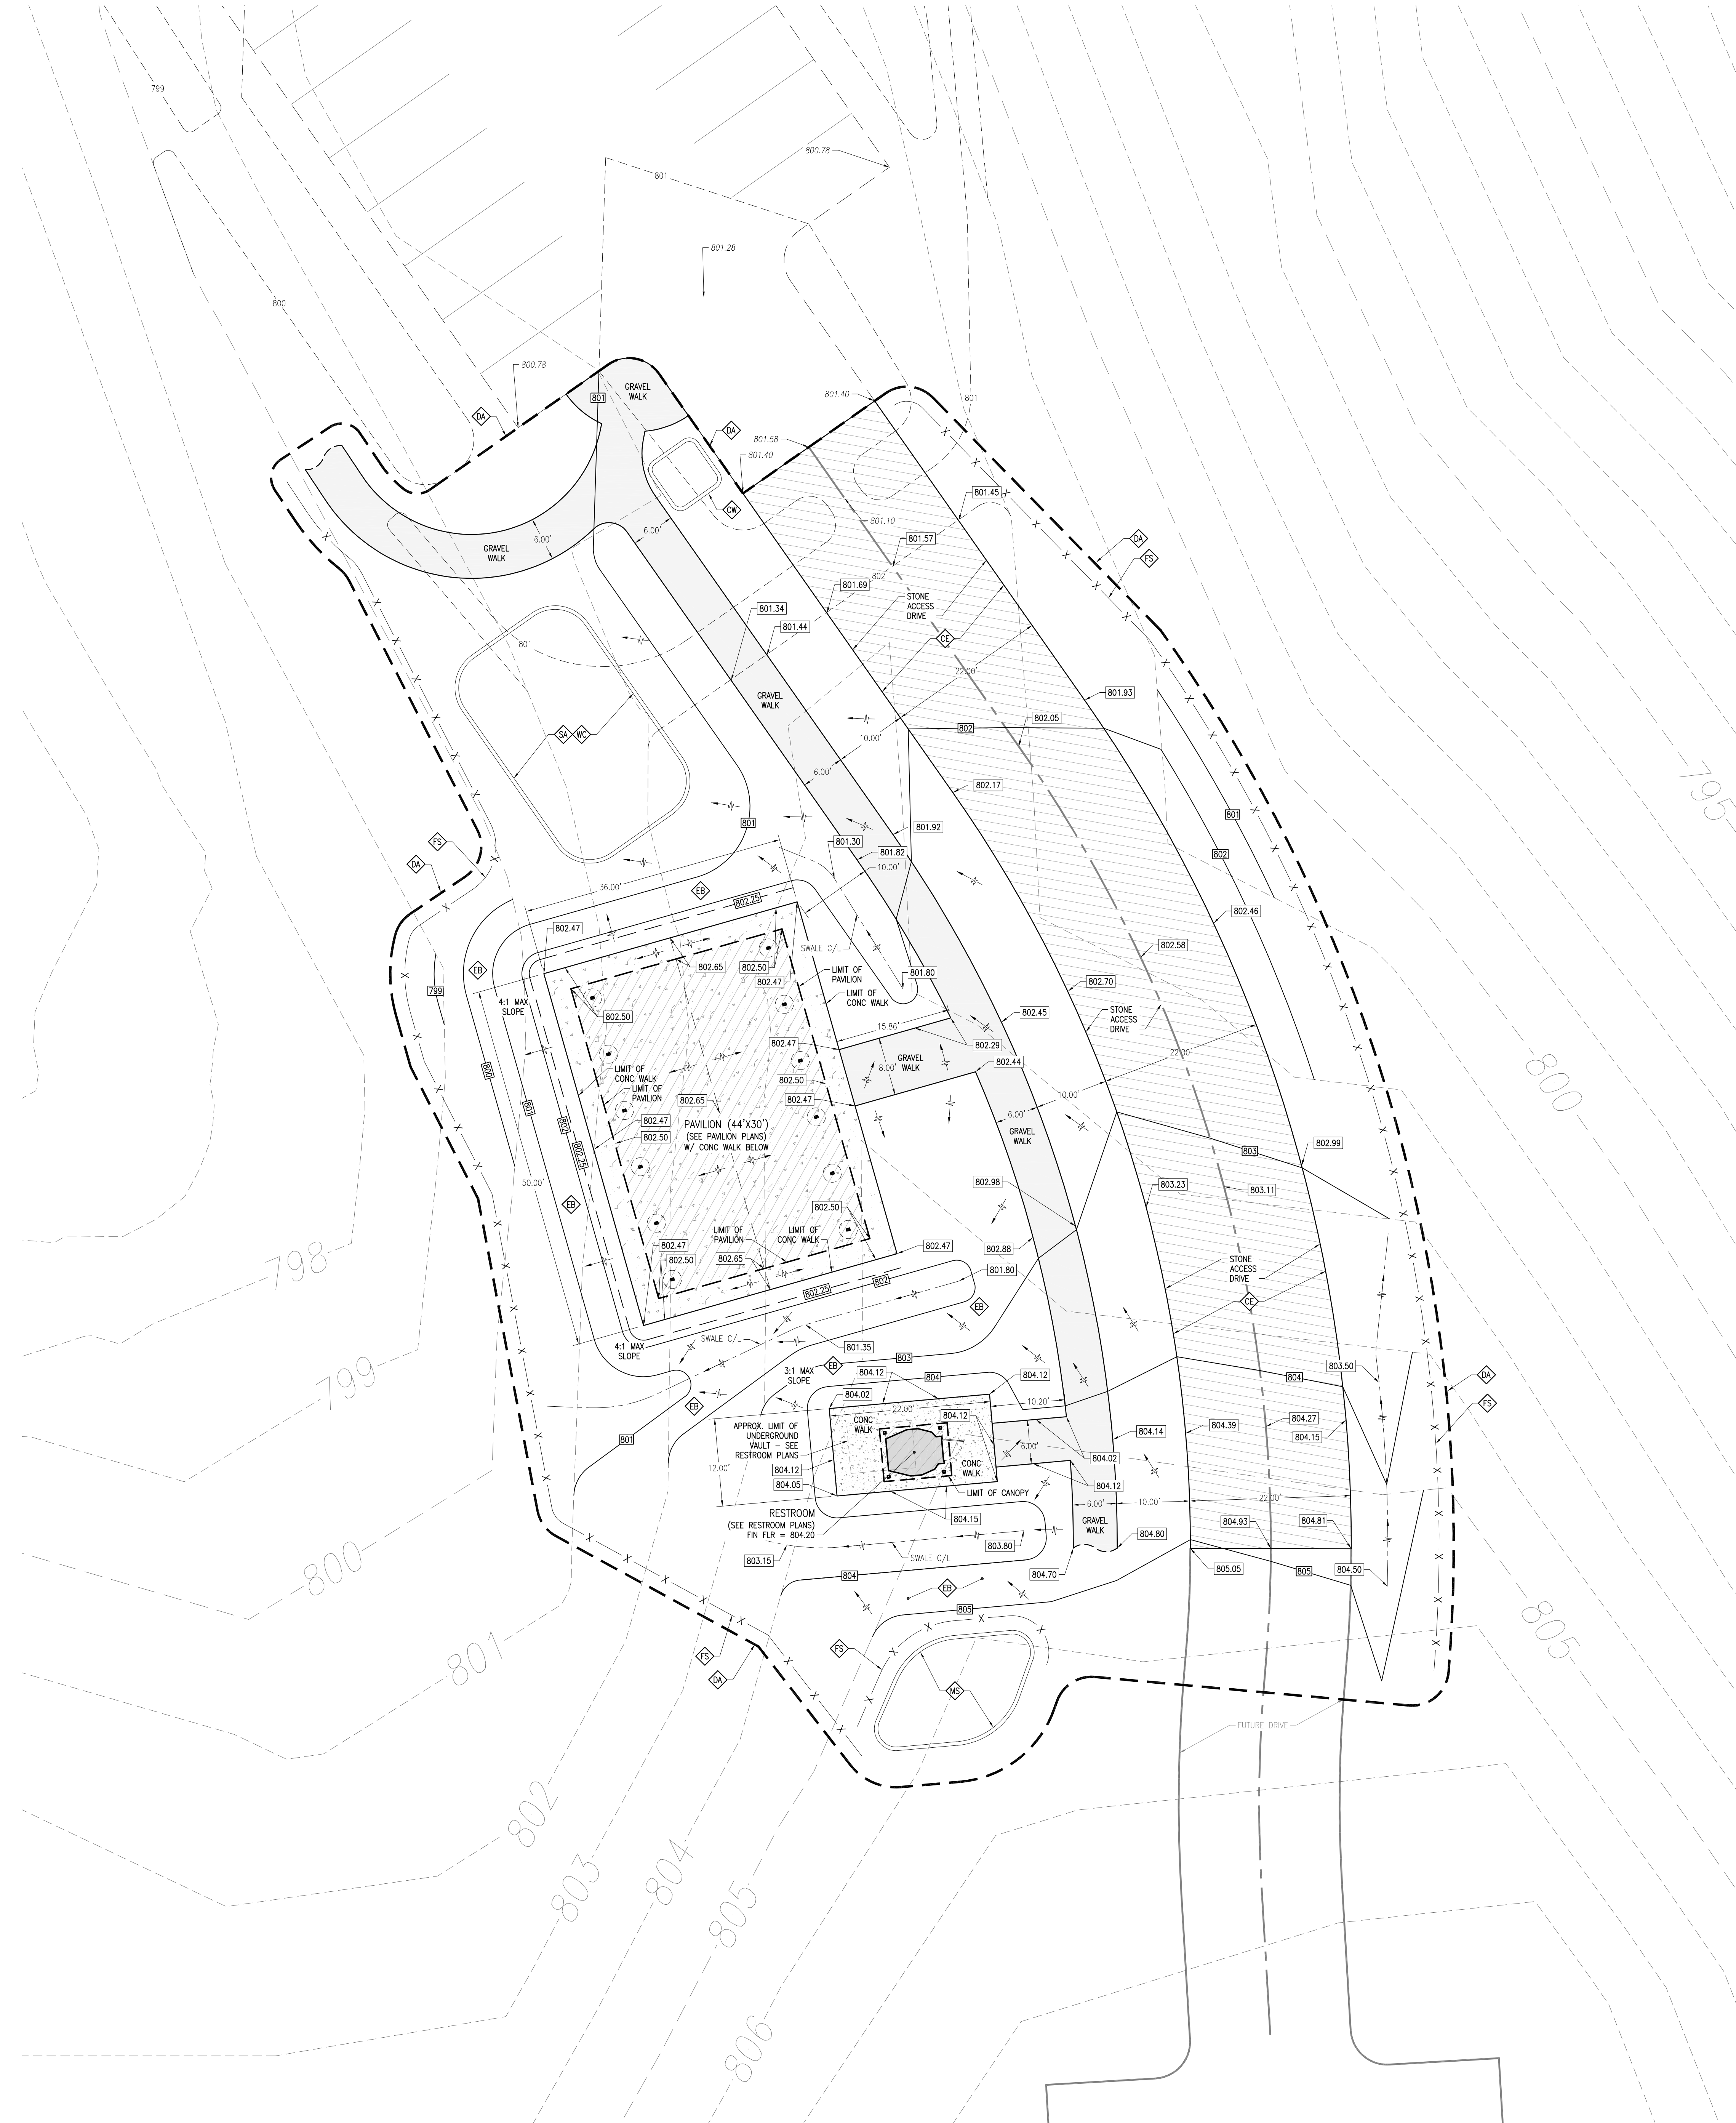 799
800.78
801
801.28
800
800.78
GRAVEL
WALK
801
801.40
801
DA
DA
801.58
801.40
801.45
CW
801.10
DA
FS
6.00'
6.00'
GRAVEL
WALK
801.57
802
801.69
STONE
ACCESS
DRIVE
801.34
801.44
CE
801
22.00'
GRAVEL
WALK
801.93
SA
WC
802.05
802
10.00'
6.00'
795
802.17
801
801
801.92
FS
DA
801.30
801.82
802
10.00'
36.00'
EB
802.25
802.46
802.47
SWALE C/L
802.58
EB
802.65
802.50
LIMIT OF
PAVILION
801.80
802.47
802.70
799
4:1 MAX
SLOPE
LIMIT OF
CONC WALK
802.50
STONE
ACCESS
DRIVE
802.45
15.86'
802.47
802.29
22.00'
GRAVEL
WALK
8.00'
802.44
800
LIMIT OF
CONC WALK
LIMIT OF
PAVILION
802.50
800
801
802.65
802.47
10.00'
6.00'
802
802.47
PAVILION (44'X30')
(SEE PAVILION PLANS)
W/ CONC WALK BELOW
GRAVEL
WALK
802.50
802.25
802.99
803
50.00'
802.98
803.23
803.11
EB
802.50
LIMIT OF
PAVILION
LIMIT OF
CONC WALK
802.47
802.50
802.65
802.47
802.88
798
STONE
ACCESS
DRIVE
801.80
802
802.25
CE
EB
SWALE C/L
801.35
4:1 MAX
SLOPE
803
EB
803.50
799
3:1 MAX
SLOPE
804.12
804
804.12
804
DA
804.02
10.20'
FS
EB
22.00'
804.12
CONC
WALK
804.39
804.27
804.15
APPROX. LIMIT OF
UNDERGROUND
VAULT – SEE
RESTROOM PLANS
804.14
801
6.00'
804.02
12.00'
804.12
CONC
WALK
804.05
804.12
LIMIT OF CANOPY
6.00'
10.00'
22.00'
RESTROOM
(SEE RESTROOM PLANS)
FIN FLR = 804.20
804.15
GRAVEL
WALK
804.93
804.81
804.80
803.80
803.15
SWALE C/L
800
804
804.70
805.05
805
804.50
EB
805
805
801
FS
FS
DA
MS
FUTURE DRIVE
802
803
804
805
806